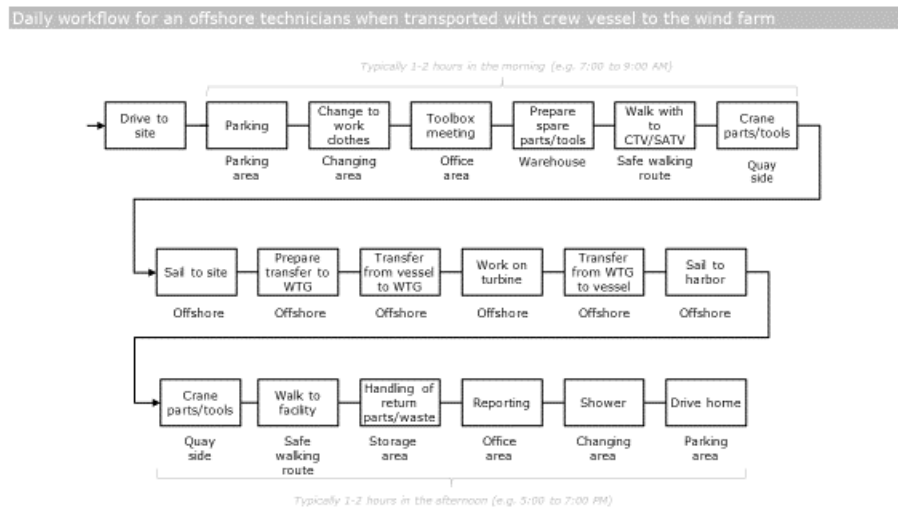 Daily workflow for an offshore technicians when transported with crew vessel to the wind farm
Typically 1-2 hours in the morning (e.g. 7:00 to 9:00 AM)
Drive to
site
Parking
Change to
work
clothes
Toolbox
meeting
Prepare
spare
parts/tools
Walk with
to
CTV/SATV
Crane
parts/tools
Parking
area
Changing
area
Office
area
Warehouse
Safe walking
route
Quay
side
Sail to site
Prepare
transfer to
WTG
Transfer
from vessel
to WTG
Work on
turbine
Transfer
from WTG
to vessel
Sail to
harbor
Offshore
Offshore
Offshore
Offshore
Offshore
Offshore
Crane
parts/tools
Walk to
facility
Handling of
return
parts/waste
Reporting
Shower
Drive home
Quay
side
Safe
walking
route
Storage
area
Office
area
Changing
area
Parking
area
Typically 1-2 hours in the afternoon (e.g. 5:00 to 7:00 PM)